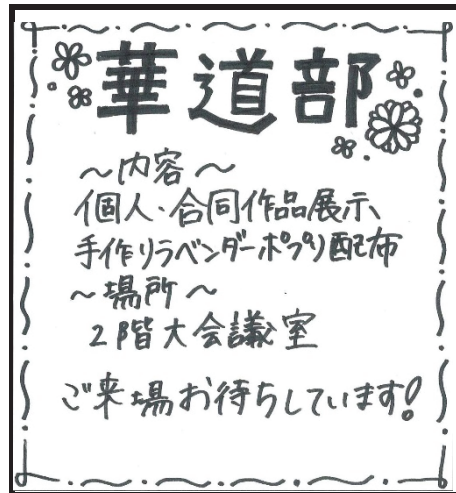 華道部
～内容～
個人・合同作品展示、
手作りラベンダーポプリ配布
～場所～
2階大会議室
ご来場お待ちしています!